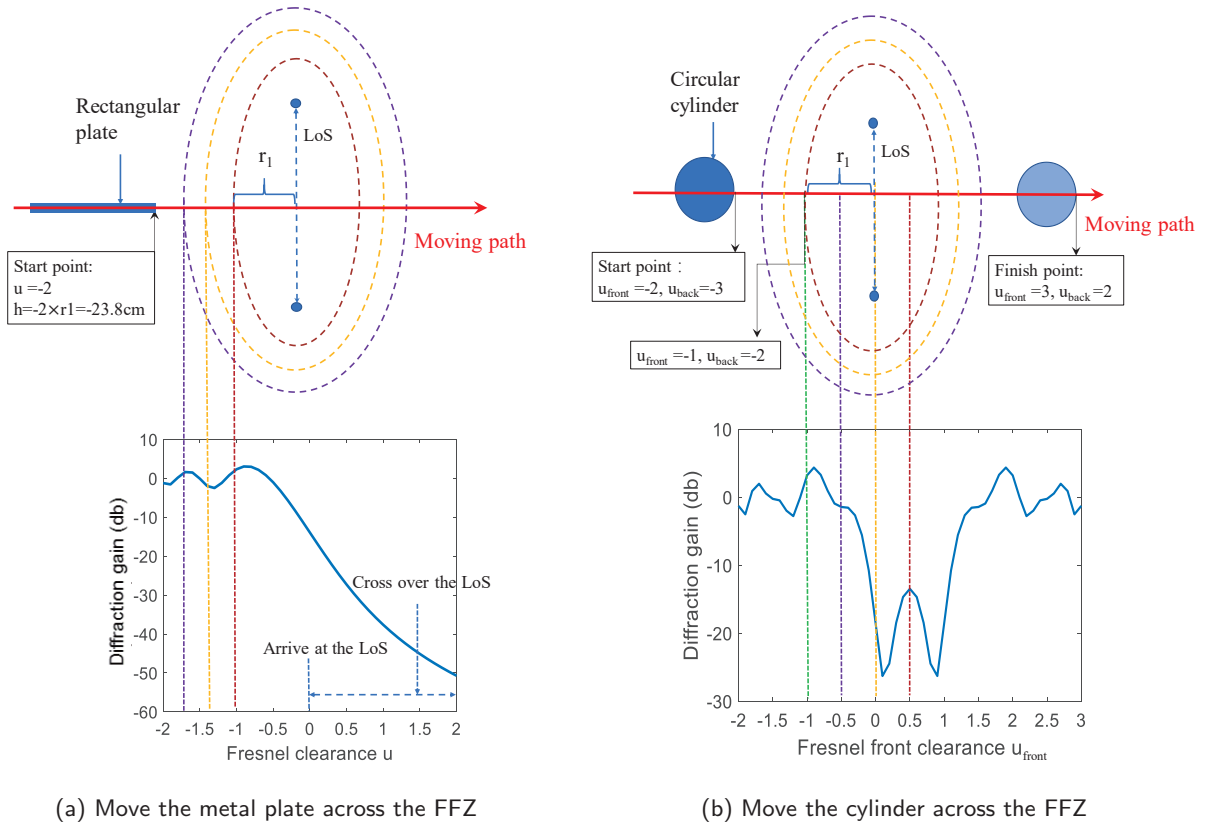 Rectangular
plate
LoS
r1
Moving path
Start point:
u =-2
h=-2×r1=-23.8cm
10
0
-10
-20
-30
-40
-50
-60
Diffraction gain (db)
Cross over the LoS
Arrive at the LoS
-2
-1.5
-1
-0.5
0
0.5
1
1.5
2
Fresnel clearance u
(a) Move the metal plate across the FFZ
Circular
cylinder
LoS
r1
Moving path
Start point :
ufront =-2, uback=-3
Finish point:
ufront =3, uback=2
ufront =-1, uback=-2
10
0
-10
-20
-30
Diffraction gain (db)
-2
-1.5
-1
-0.5
0
0.5
1
1.5
2
2.5
3
Fresnel front clearance ufront
(b) Move the cylinder across the FFZ